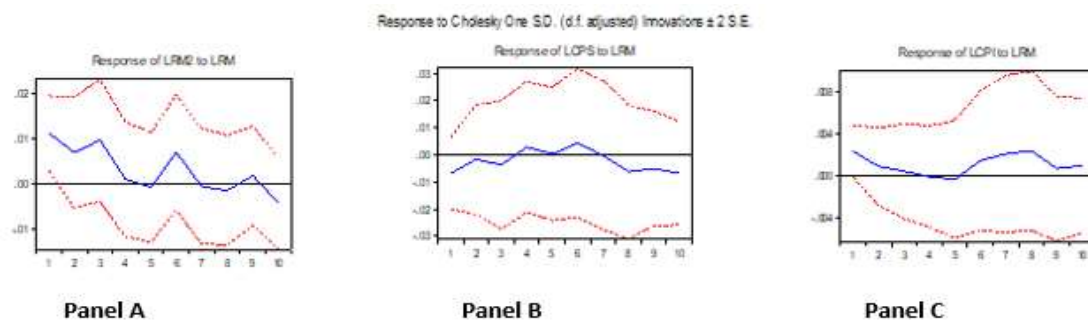 Response to Cholesky One S.D. (d.f. adjusted) Innovations ± 2 S.E.
Response of LRM2 to LRM
Response of LCPS to LRM
Response of LCPI to LRM
.02
.01
.00
-.01
1 2 3 4 5 6 7 8 9 10
.03
.02
.01
.00
-.01
-.02
-.03
1 2 3 4 5 6 7 8 9 10
.008
.004
.000
-.004
1 2 3 4 5 6 7 8 9 10
Panel A
Panel B
Panel C